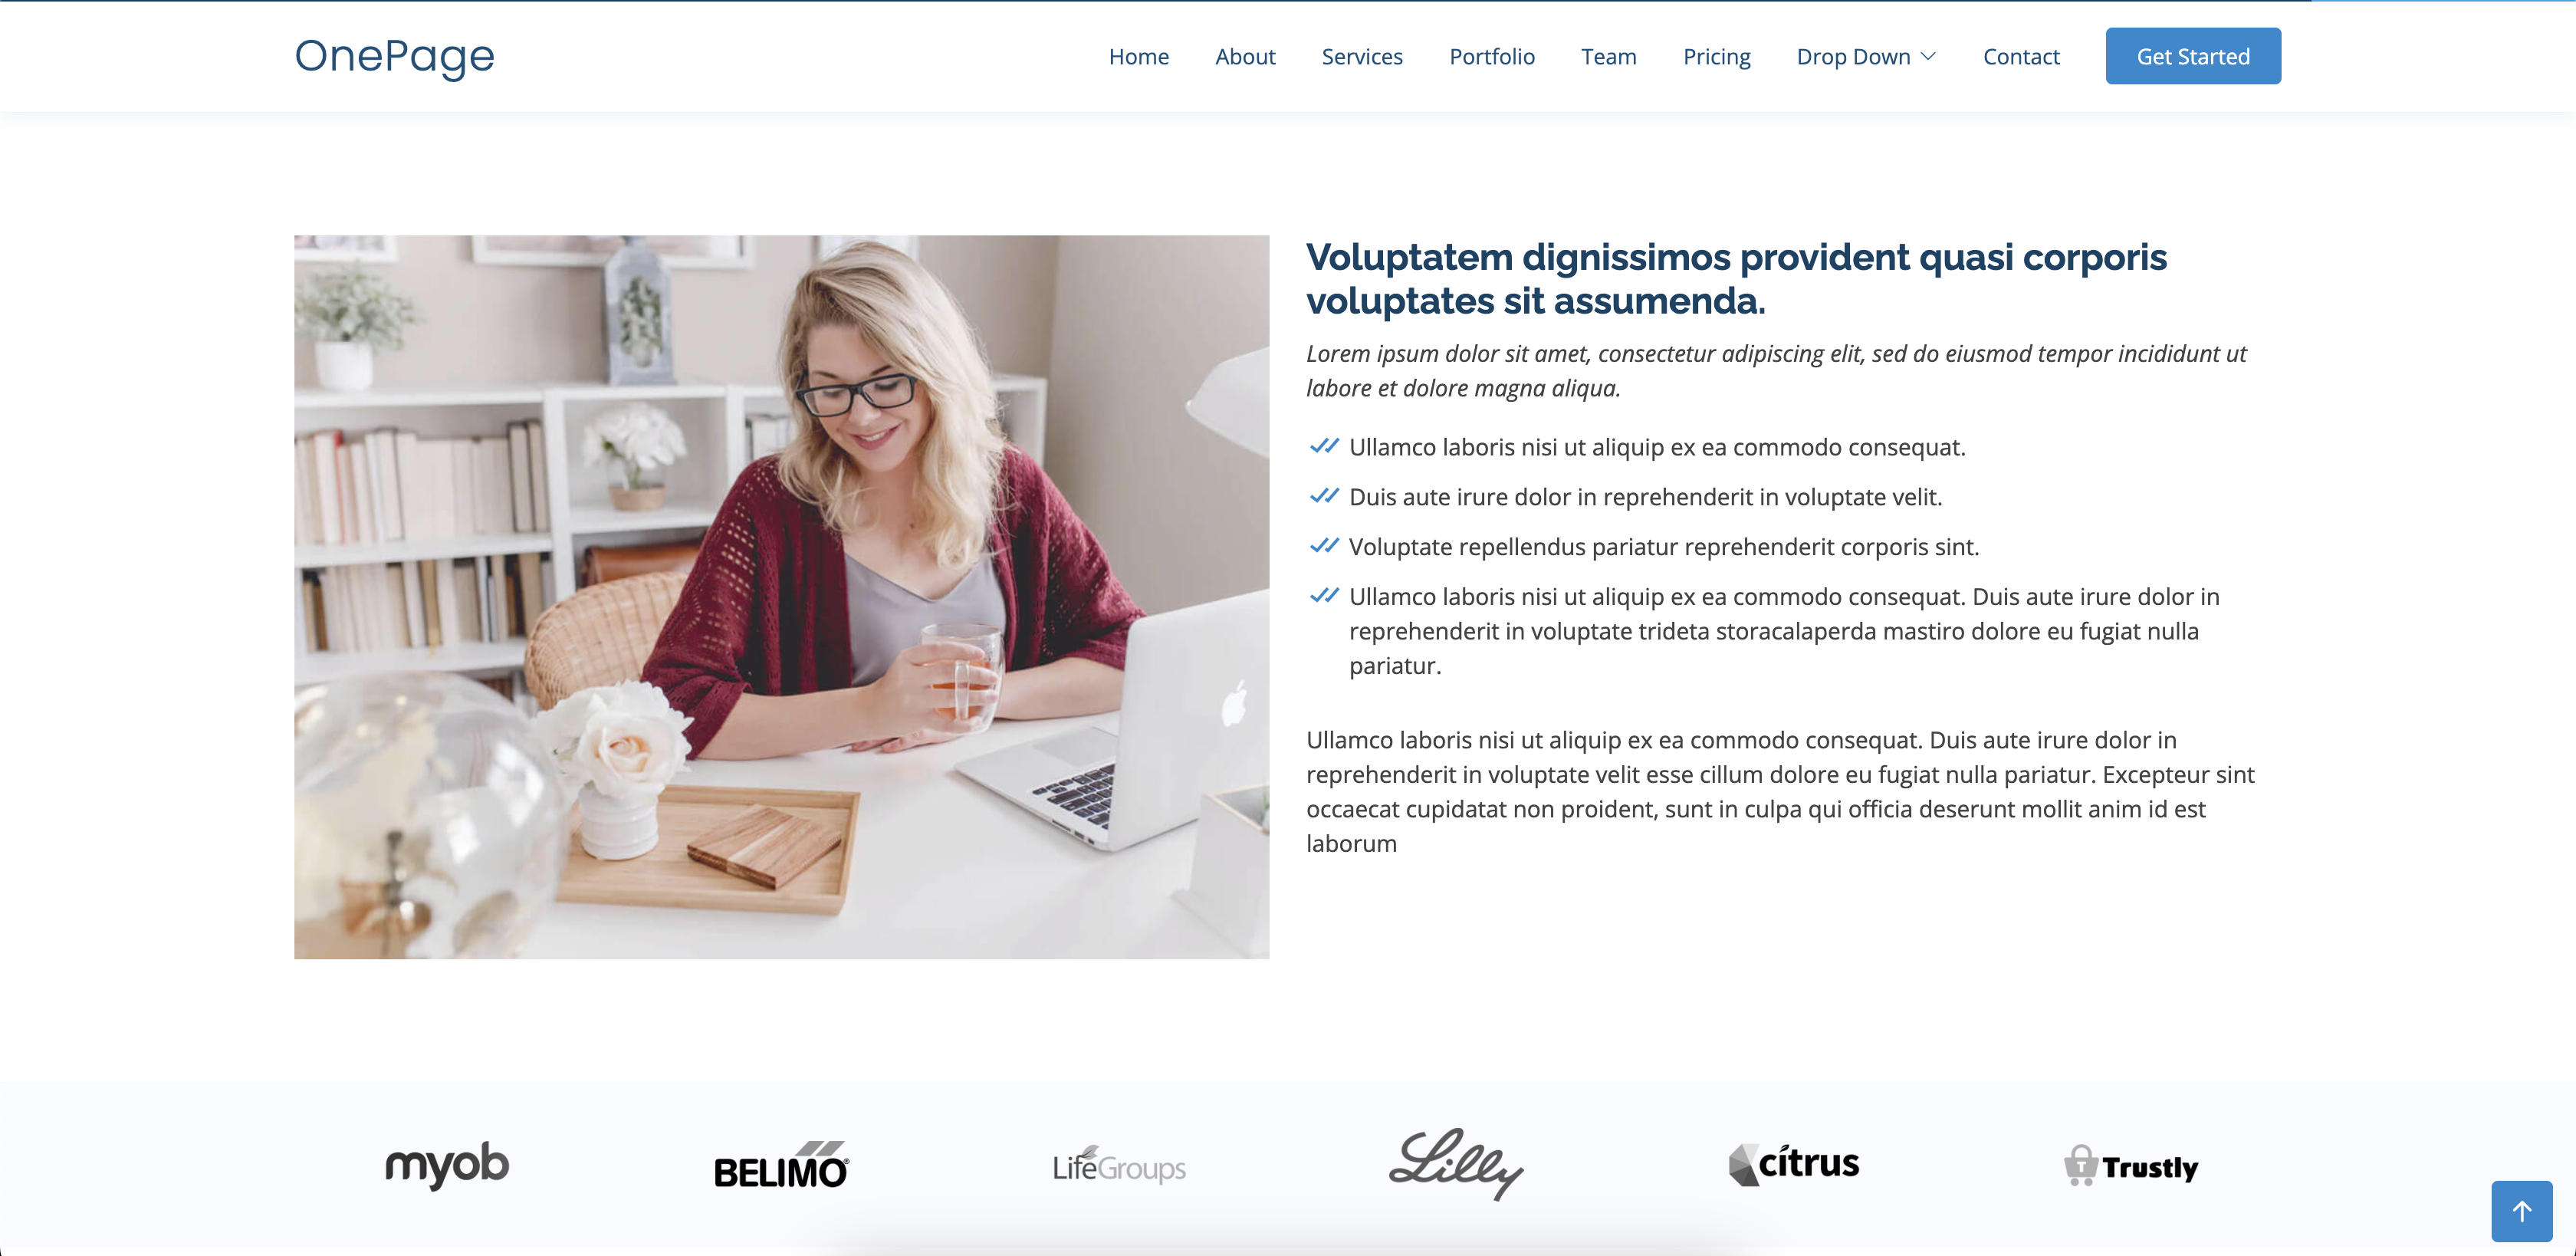 OnePage
Home
About
Services
Portfolio
Team
Pricing
Drop Down
Contact
Get Started
Voluptatem dignissimos provident quasi corporis
voluptates sit assumenda.
Lorem ipsum dolor sit amet, consectetur adipiscing elit, sed do eiusmod tempor incididunt ut
labore et dolore magna aliqua.
Ullamco laboris nisi ut aliquip ex ea commodo consequat.
Duis aute irure dolor in reprehenderit in voluptate velit.
Voluptate repellendus pariatur reprehenderit corporis sint.
Ullamco laboris nisi ut aliquip ex ea commodo consequat. Duis aute irure dolor in
reprehenderit in voluptate trideta storacalaperda mastiro dolore eu fugiat nulla
pariatur.
Ullamco laboris nisi ut aliquip ex ea commodo consequat. Duis aute irure dolor in
reprehenderit in voluptate velit esse cillum dolore eu fugiat nulla pariatur. Excepteur sint
occaecat cupidatat non proident, sunt in culpa qui officia deserunt mollit anim id est
laborum
myob
BELIMO®
LifeGroups
Lilly
citrus
T Trustly